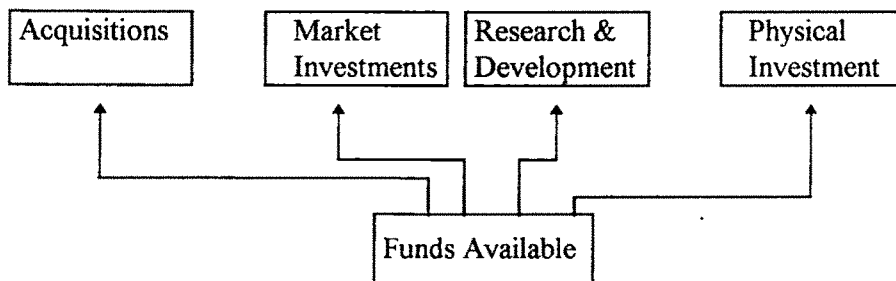 Acquisitions
Market
Investments
Research &
Development
Physical
Investment
Funds Available